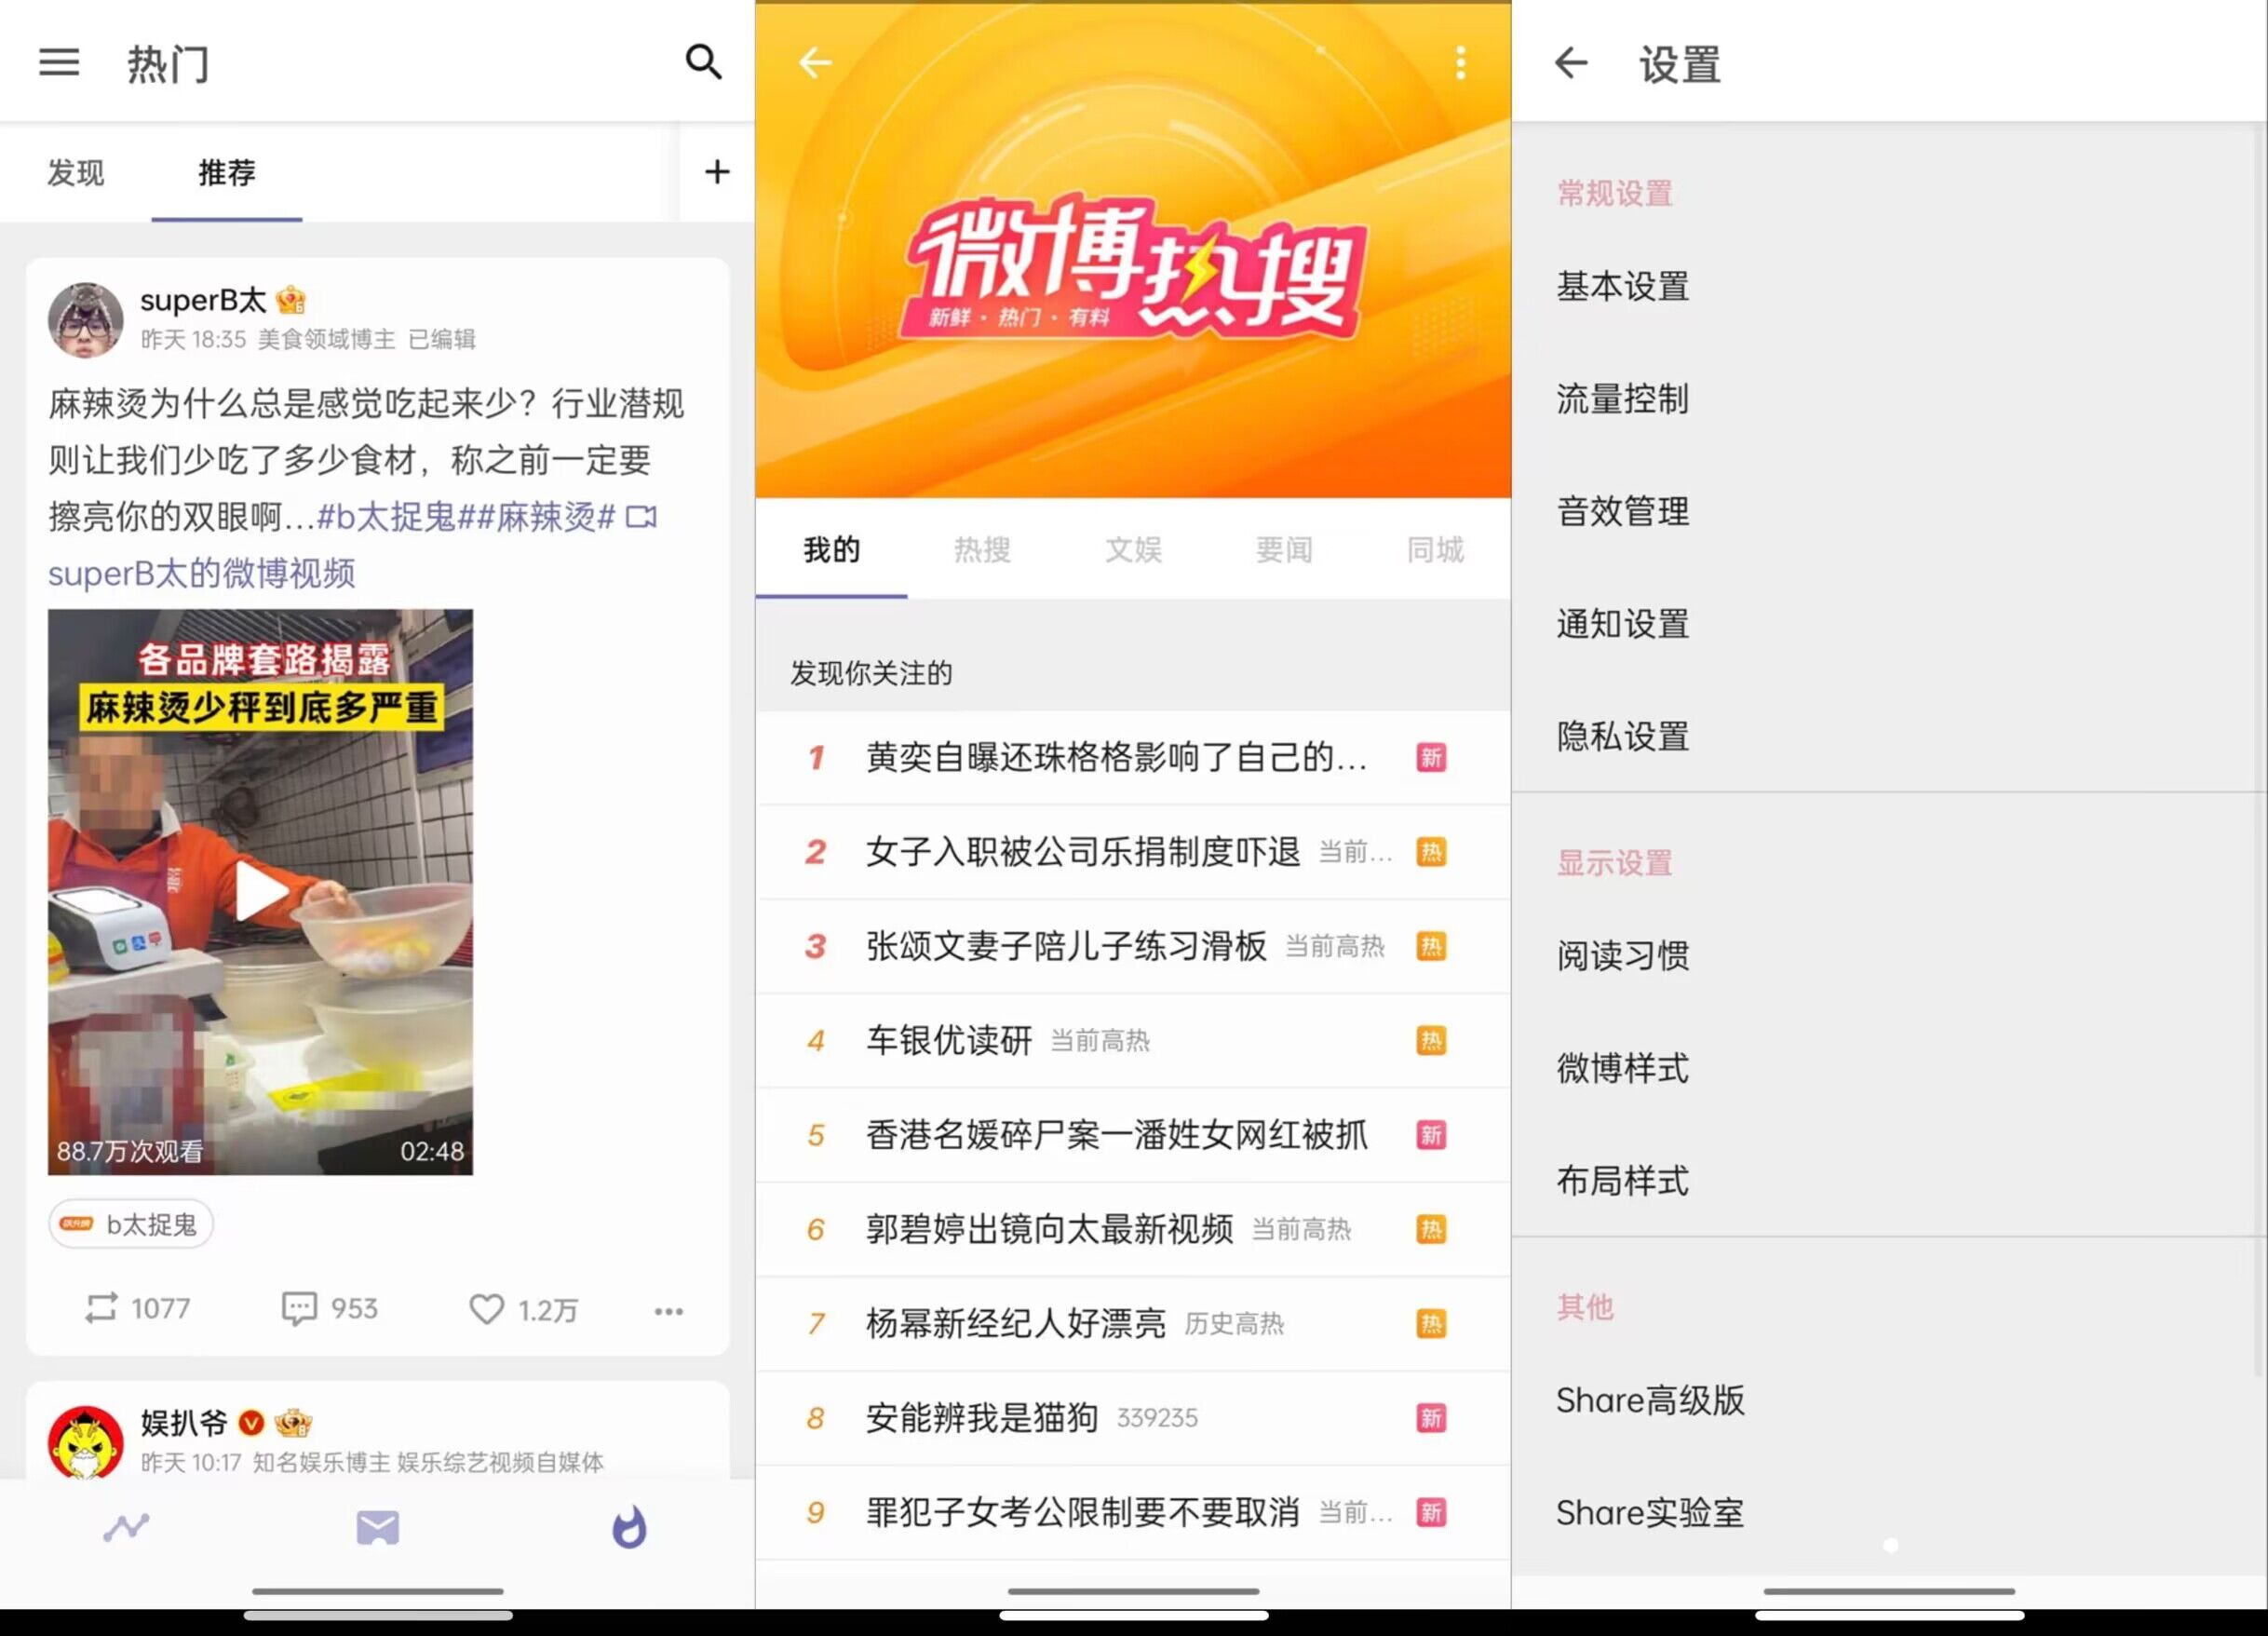 热门
发现
推荐
superB太
昨天 18:35 美食领域博主 已编辑
麻辣烫为什么总是感觉吃起来少？行业潜规
则让我们少吃了多少食材，称之前一定要
擦亮你的双眼啊...#b太捉鬼##麻辣烫#
superB太的微博视频
各品牌套路揭露
麻辣烫少秤到底多严重
88.7万次观看
02:48
b太捉鬼
1077
953
1.2万
娱扒爷
昨天 10:17 知名娱乐博主 娱乐综艺视频自媒体
微博热搜
新鲜·热门·有料
我的
热搜
文娱
要闻
同城
发现你关注的
1 黄奕自曝还珠格格影响了自己的... 新
2 女子入职被公司乐捐制度吓退 当前... 热
3 张颂文妻子陪儿子练习滑板 当前高热 热
4 车银优读研 当前高热 热
5 香港名媛碎尸案一潘姓女网红被抓 新
6 郭碧婷出镜向太最新视频 当前高热 热
7 杨幂新经纪人好漂亮 历史高热 热
8 安能辨我是猫狗 339235 新
9 罪犯子女考公限制要不要取消 当前... 新
设置
常规设置
基本设置
流量控制
音效管理
通知设置
隐私设置
显示设置
阅读习惯
微博样式
布局样式
其他
Share高级版
Share实验室